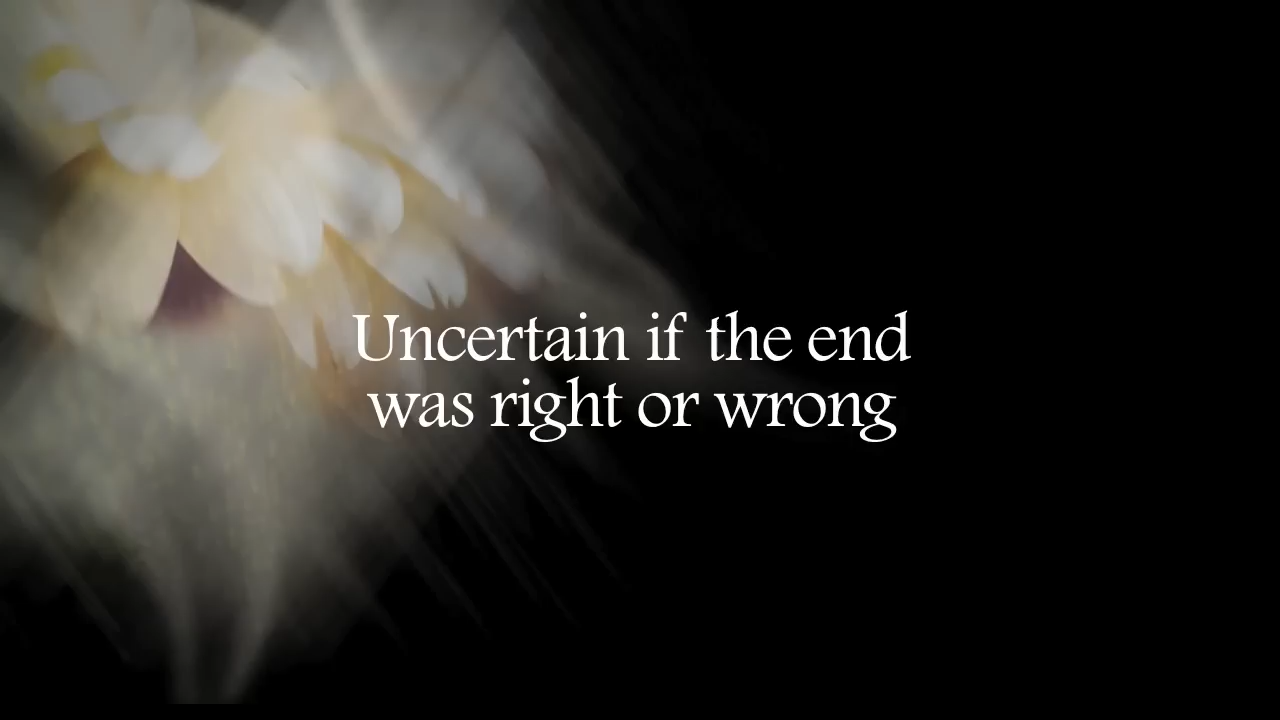 Uncertain if the end
was right or wrong